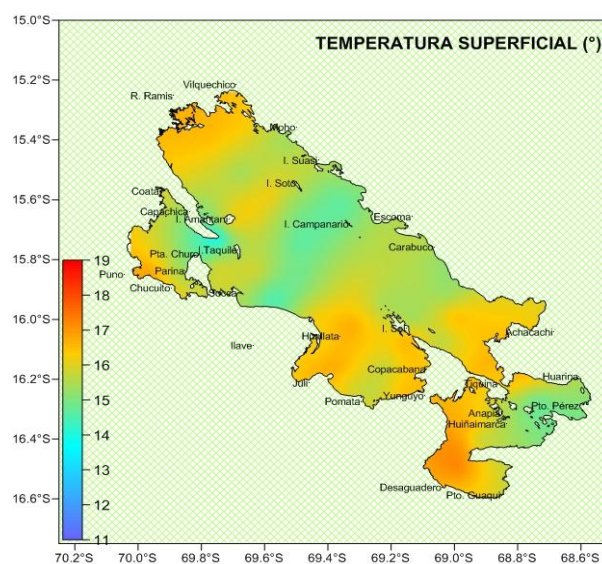 15.0°S
TEMPERATURA SUPERFICIAL (°)
15.2°S
Vilquechico
R. Ramis
15.4°S
Moho
I. Suasi
I. Soto
15.6°S
Coata
Capachica
I. Amantani
I. Campanario
Escoma
Carabuco
Pta. Churo
I.Taquile
15.8°S
19
Puno
Parina
Chucuito
18
16.0°S
17
I. Sol
Achacachi
Ilave
16
16.2°S
Copacabana
Juli
Tiquina
Huarina
15
Pomata
Yunguyo
Anapia
Pto. Pérez
14
16.4°S
Huiñaimarca
13
Desaguadero
Pto. Guaqui
12
16.6°S
11
70.2°S
70.0°S
69.8°S
69.6°S
69.4°S
69.2°S
69.0°S
68.8°S
68.6°S